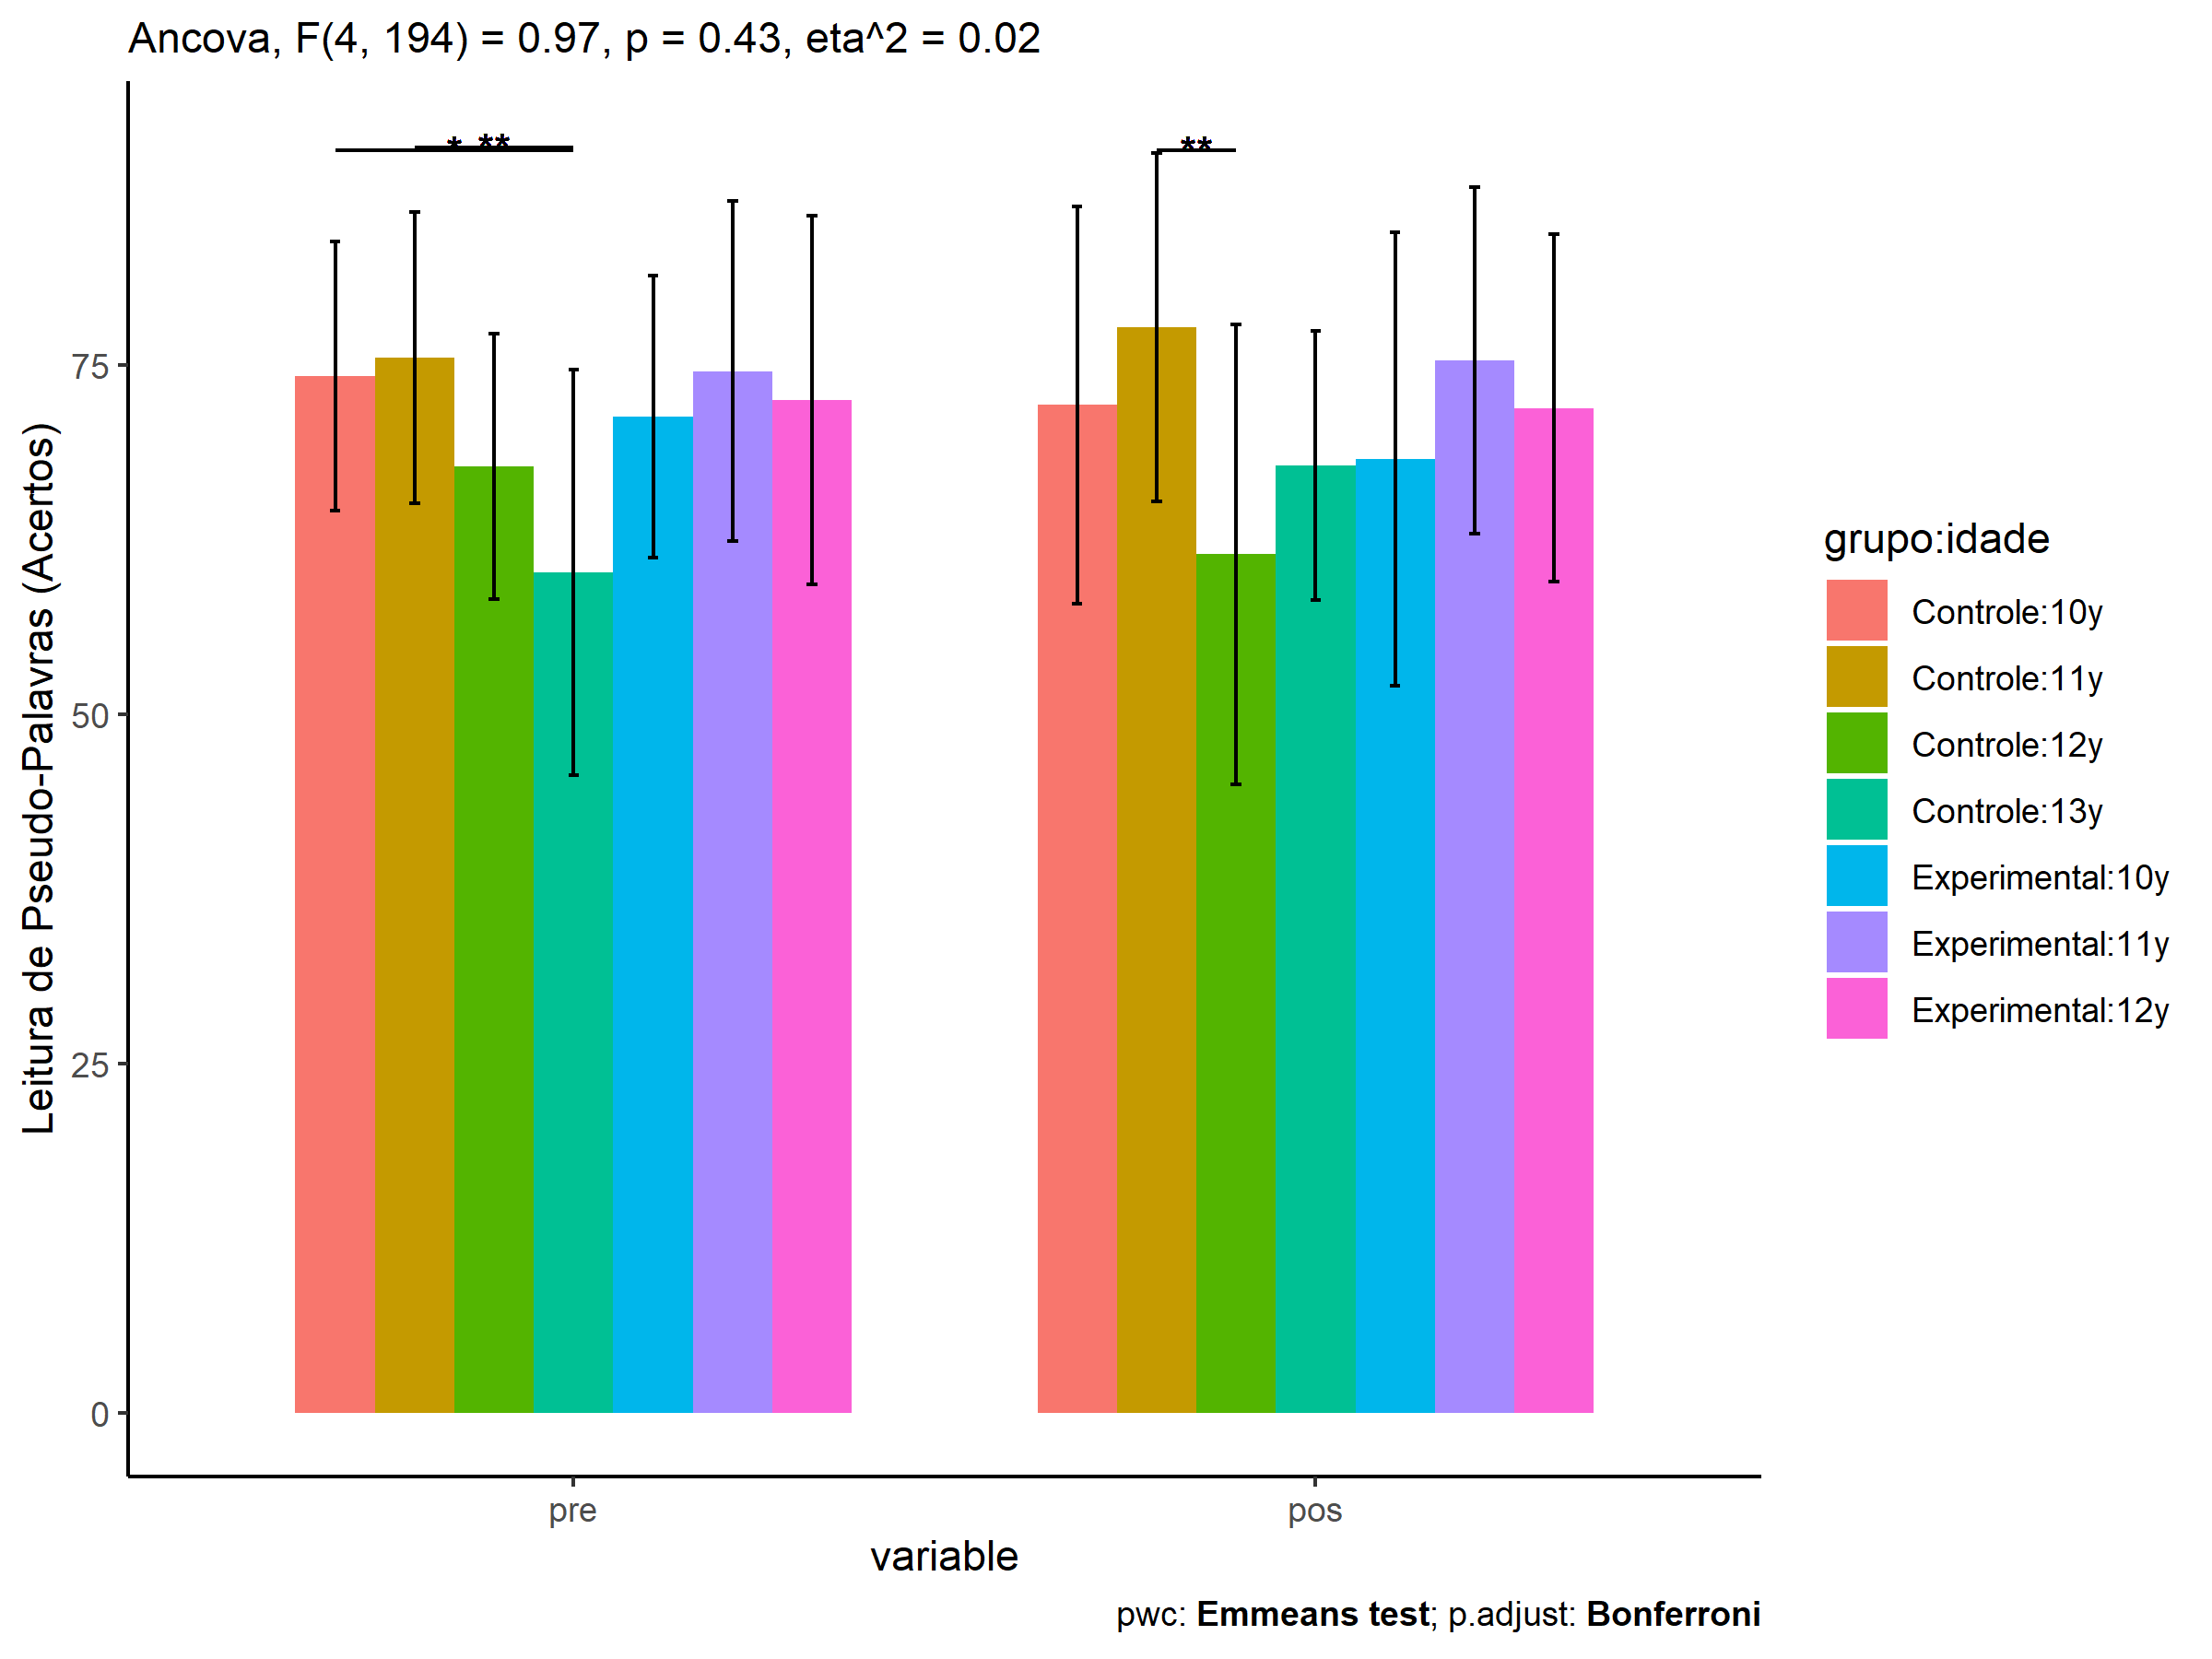 Ancova, F(4, 194) = 0.97, p = 0.43, eta^2 = 0.02
* **
**
75
50
25
0
Leitura de Pseudo-Palavras (Acertos)
pre
pos
variable
grupo:idade
Controle:10y
Controle:11y
Controle:12y
Controle:13y
Experimental:10y
Experimental:11y
Experimental:12y
pwc: Emmeans test; p.adjust: Bonferroni